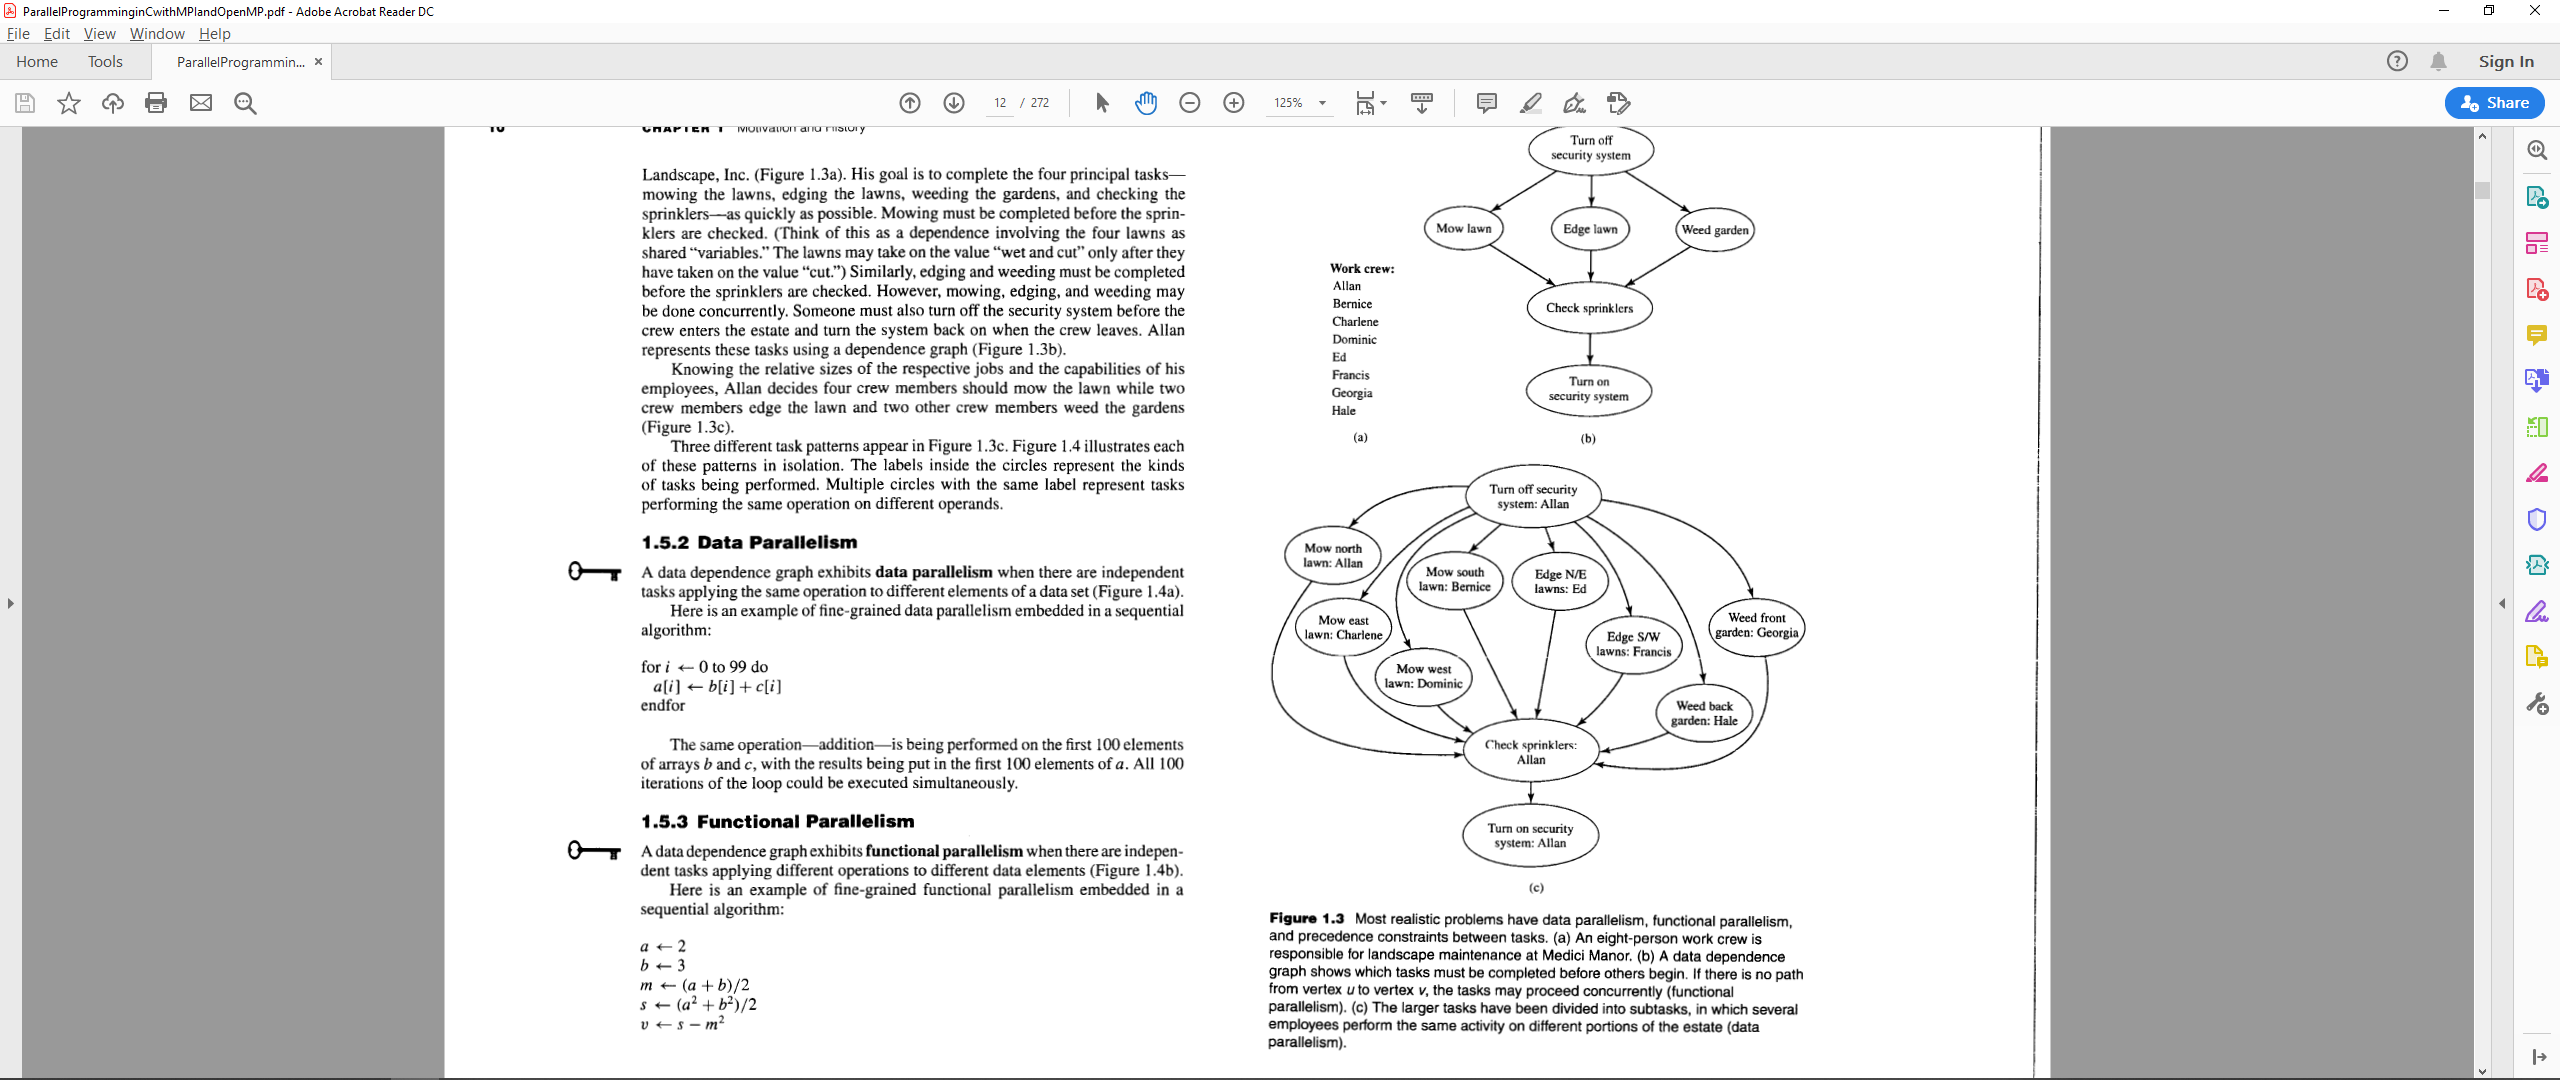 ParallelProgramminginCwithMPIandOpenMP.pdf - Adobe Acrobat Reader DC
File Edit View Window Help
Home Tools ParallelProgrammin... × Sign In
12 / 272 125% Share
10 CHAPTER 1 Motivation and History
Landscape, Inc. (Figure 1.3a). His goal is to complete the four principal tasks—
mowing the lawns, edging the lawns, weeding the gardens, and checking the
sprinklers—as quickly as possible. Mowing must be completed before the sprin-
klers are checked. (Think of this as a dependence involving the four lawns as
shared “variables.” The lawns may take on the value “wet and cut” only after they
have taken on the value “cut.”) Similarly, edging and weeding must be completed
before the sprinklers are checked. However, mowing, edging, and weeding may
be done concurrently. Someone must also turn off the security system before the
crew enters the estate and turn the system back on when the crew leaves. Allan
represents these tasks using a dependence graph (Figure 1.3b).
Knowing the relative sizes of the respective jobs and the capabilities of his
employees, Allan decides four crew members should mow the lawn while two
crew members edge the lawn and two other crew members weed the gardens
(Figure 1.3c).
Three different task patterns appear in Figure 1.3c. Figure 1.4 illustrates each
of these patterns in isolation. The labels inside the circles represent the kinds
of tasks being performed. Multiple circles with the same label represent tasks
performing the same operation on different operands.
1.5.2 Data Parallelism
A data dependence graph exhibits data parallelism when there are independent
tasks applying the same operation to different elements of a data set (Figure 1.4a).
Here is an example of fine-grained data parallelism embedded in a sequential
algorithm:
for i ← 0 to 99 do
a[i] ← b[i] + c[i]
endfor
The same operation—addition—is being performed on the first 100 elements
of arrays b and c, with the results being put in the first 100 elements of a. All 100
iterations of the loop could be executed simultaneously.
1.5.3 Functional Parallelism
A data dependence graph exhibits functional parallelism when there are indepen-
dent tasks applying different operations to different data elements (Figure 1.4b).
Here is an example of fine-grained functional parallelism embedded in a
sequential algorithm:
a ← 2
b ← 3
m ← (a + b)/2
s ← (a² + b²)/2
v ← s − m²
Turn off
security system
Mow lawn
Edge lawn
Weed garden
Check sprinklers
Turn on
security system
Work crew:
Allan
Bernice
Charlene
Dominic
Ed
Francis
Georgia
Hale
(a)
(b)
Turn off security
system: Allan
Mow north
lawn: Allan
Mow south
lawn: Bernice
Edge N/E
lawns: Ed
Mow east
lawn: Charlene
Edge S/W
lawns: Francis
Weed front
garden: Georgia
Mow west
lawn: Dominic
Weed back
garden: Hale
Check sprinklers:
Allan
Turn on security
system: Allan
(c)
Figure 1.3 Most realistic problems have data parallelism, functional parallelism,
and precedence constraints between tasks. (a) An eight-person work crew is
responsible for landscape maintenance at Medici Manor. (b) A data dependence
graph shows which tasks must be completed before others begin. If there is no path
from vertex u to vertex v, the tasks may proceed concurrently (functional
parallelism). (c) The larger tasks have been divided into subtasks, in which several
employees perform the same activity on different portions of the estate (data
parallelism).